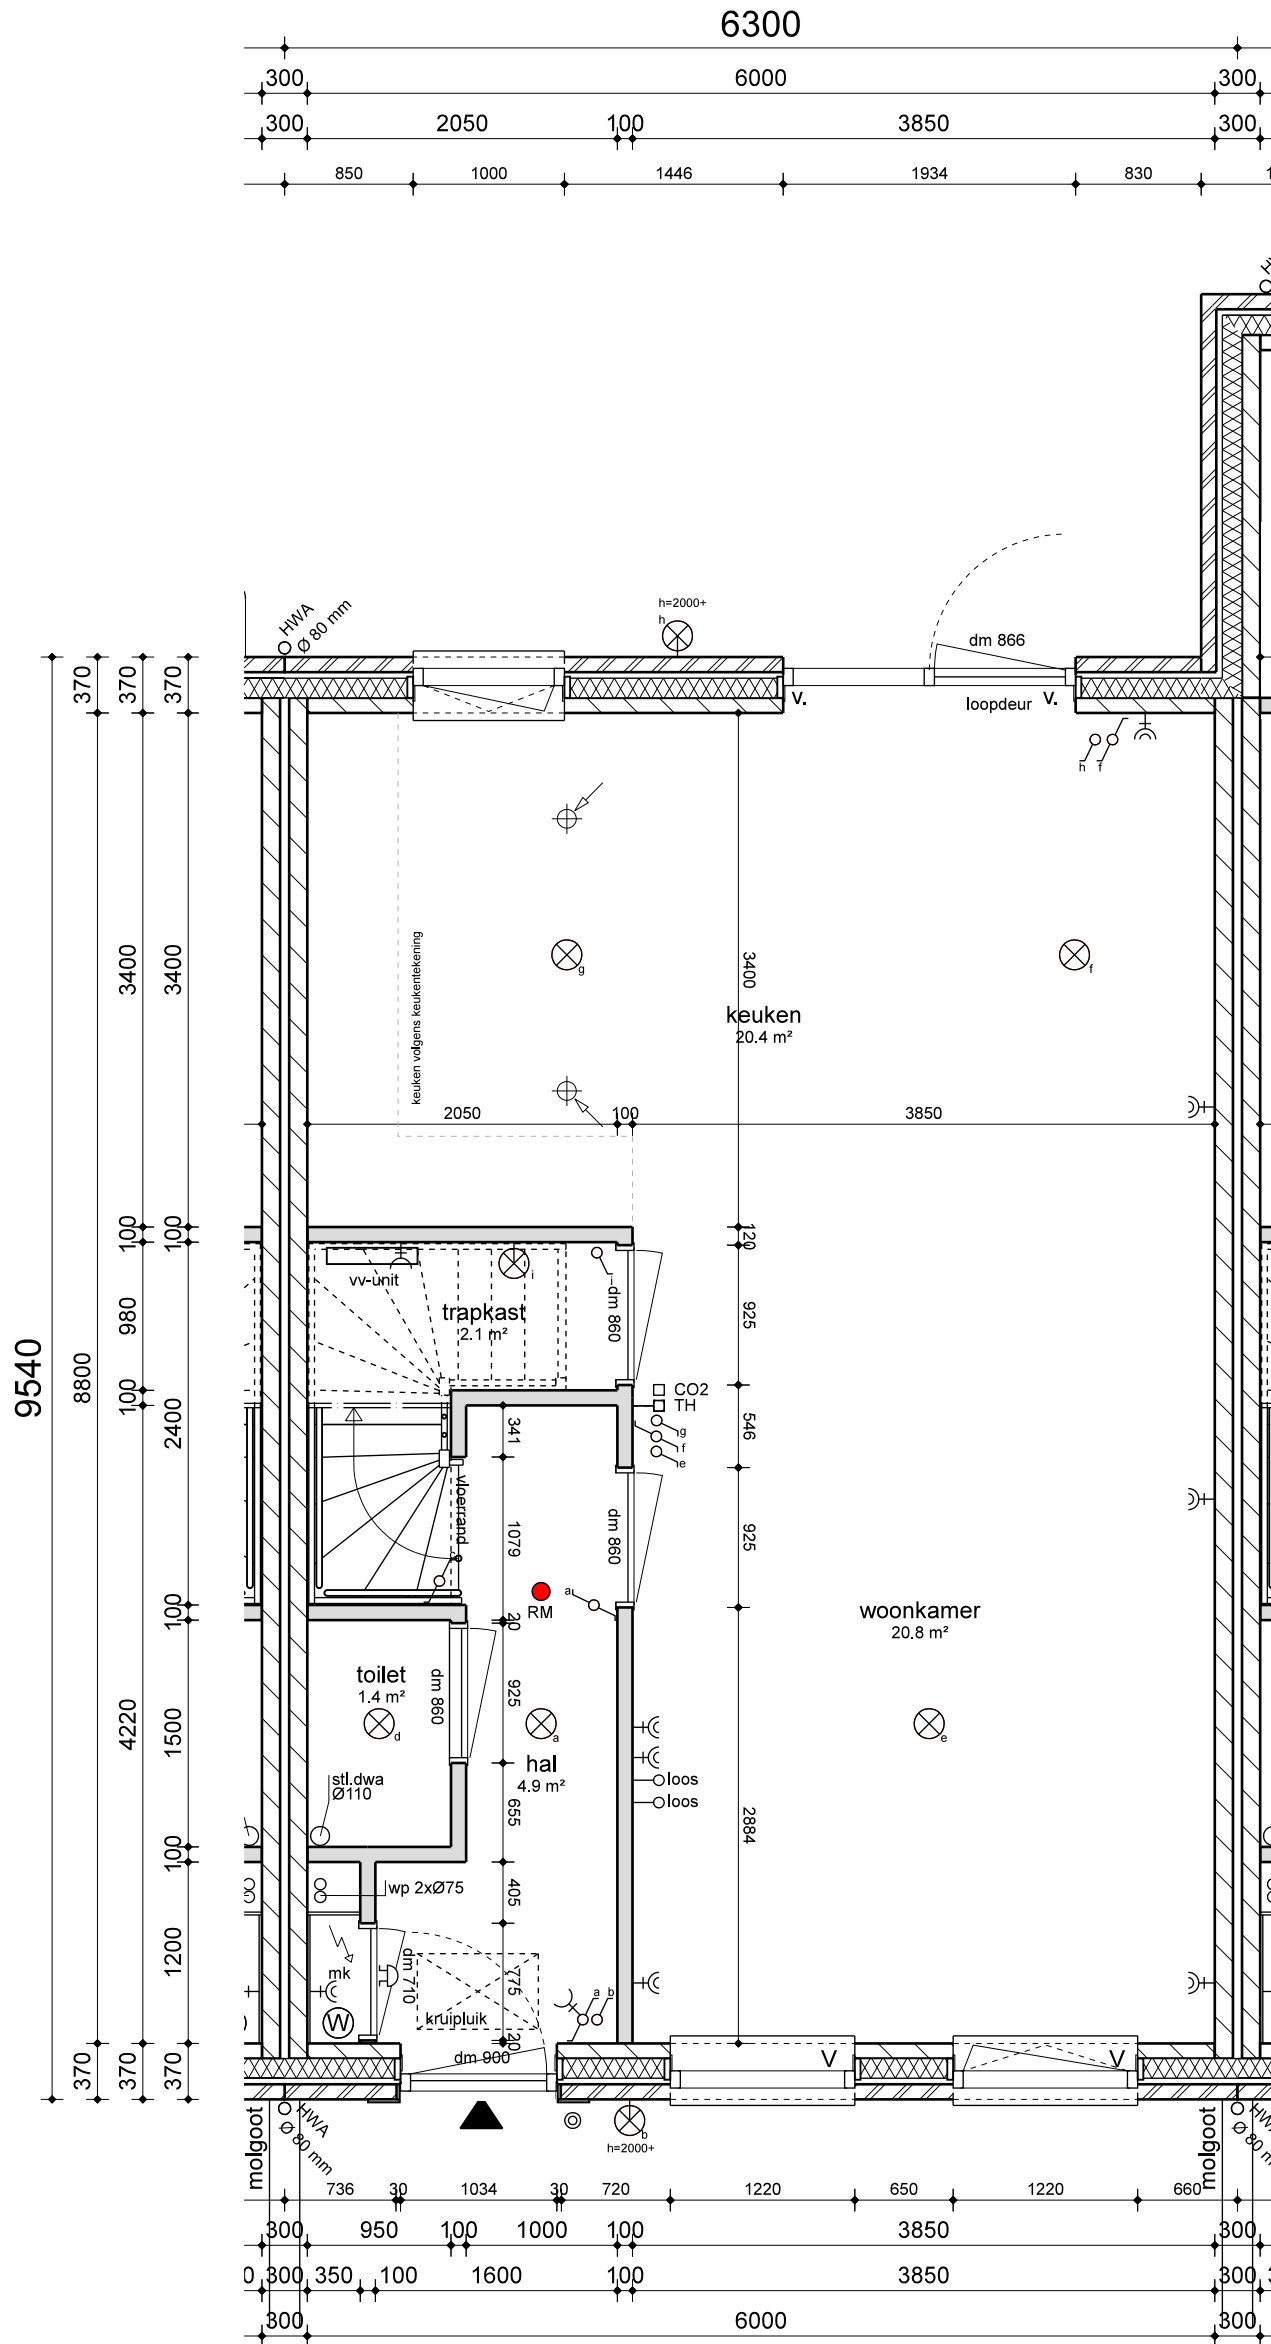 6300
300 6000 300
300 2050 100 3850 300
850 1000 1446 1934 830
HWA
Ø 80 mm
h=2000+
h
dm 866
loopdeur
V.
V.
h f
370 370 370
keuken volgens keukentekening
g
f
3400
3400 3400
keuken
20.4 m²
2050 100 3850
100 100
120
vv-unit
i
i
trapkast
2.1 m²
dm 860
925
980
9540
8800
100
2400
CO2
TH
g
f
e
341
546
vloerrand
c
1079
dm 860
925
a
RM
100 100
20
woonkamer
20.8 m²
toilet
1.4 m²
dm 860
925
d
a
e
4220
1500
hal
4.9 m²
stl.dwa
Ø110
loos
loos
655
2884
100
wp 2xØ75
405
1200
mk
dm 710
775
W
kruipluik
a b
20
370 370 370
dm 900
V
V
HWA
Ø 80 mm
b
h=2000+
molgoot
molgoot
736 30 1034 30 720 1220 650 1220 660
300 950 100 1000 100 3850 300
0 300 350 100 1600 100 3850 300
300 6000 300